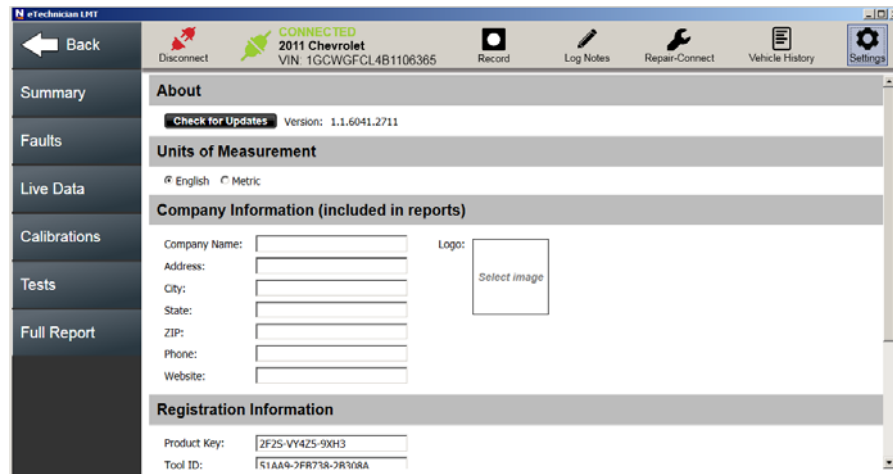 eTechnician LMT
Back
Disconnect
CONNECTED
2011 Chevrolet
VIN: 1GCWGFCL4B1106365
Record
Log Notes
Repair-Connect
Vehicle History
Settings
Summary
Faults
Live Data
Calibrations
Tests
Full Report
About
Check for Updates Version: 1.1.6041.2711
Units of Measurement
English Metric
Company Information (included in reports)
Company Name:
Logo:
Select image
Address:
City:
State:
ZIP:
Phone:
Website:
Registration Information
Product Key: 2F2S-VY4Z5-9XH3
Tool ID: 51AA9-2FB738-2B308A